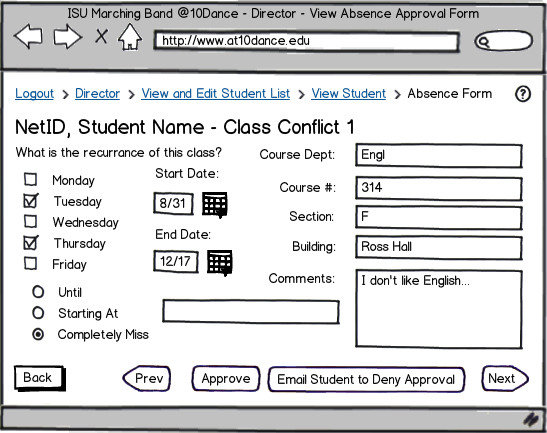 ISU Marching Band @10Dance - Director - View Absence Approval Form
http://www.at10dance.edu
Logout > Director > View and Edit Student List > View Student > Absence Form ?
NetID, Student Name - Class Conflict 1
What is the recurrance of this class?
Monday
Tuesday
Wednesday
Thursday
Friday
Until
Starting At
Completely Miss
Start Date:
8/31
End Date:
12/17
Course Dept: Engl
Course #: 314
Section: F
Building: Ross Hall
Comments: I don't like English...
Back Prev Approve Email Student to Deny Approval Next